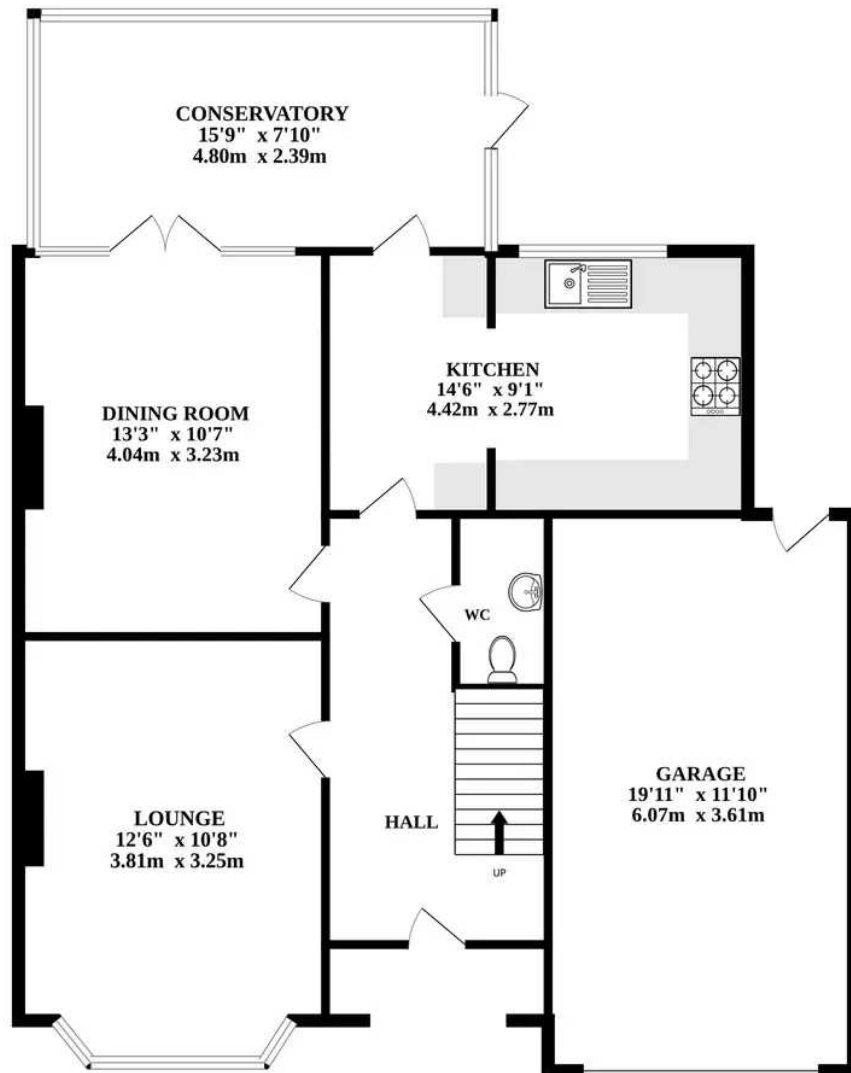 CONSERVATORY
15'9" x 7'10"
4.80m x 2.39m
KITCHEN
14'6" x 9'1"
4.42m x 2.77m
DINING ROOM
13'3" x 10'7"
4.04m x 3.23m
WC
GARAGE
19'11" x 11'10"
6.07m x 3.61m
LOUNGE
12'6" x 10'8"
3.81m x 3.25m
HALL
UP